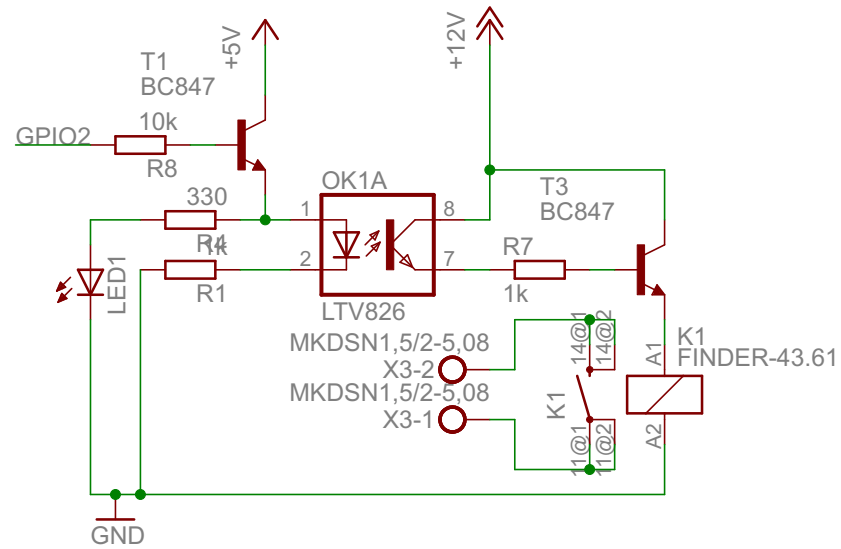 +5V
+12V
T1
BC847
10k
GPIO2
R8
OK1A
T3
BC847
330
1
8
R4
1k
2
7
R7
R1
1k
LED1
LTV826
MKDSN1,5/2-5,08
X3-2
MKDSN1,5/2-5,08
X3-1
14@1
14@2
K1
11@1
11@2
K1
FINDER-43.61
A1
A2
GND